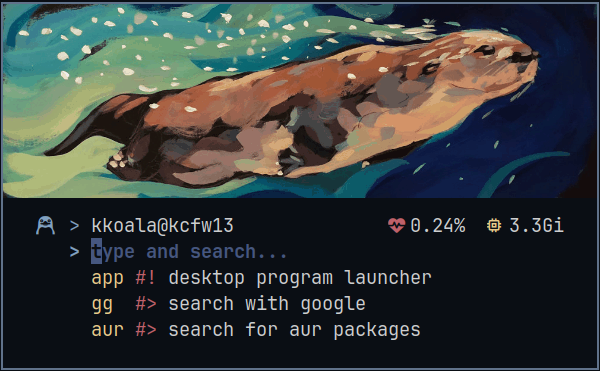 > kkoala@kcfw13 0.24% 3.3Gi
> type and search...
app #! desktop program launcher
gg #> search with google
aur #> search for aur packages